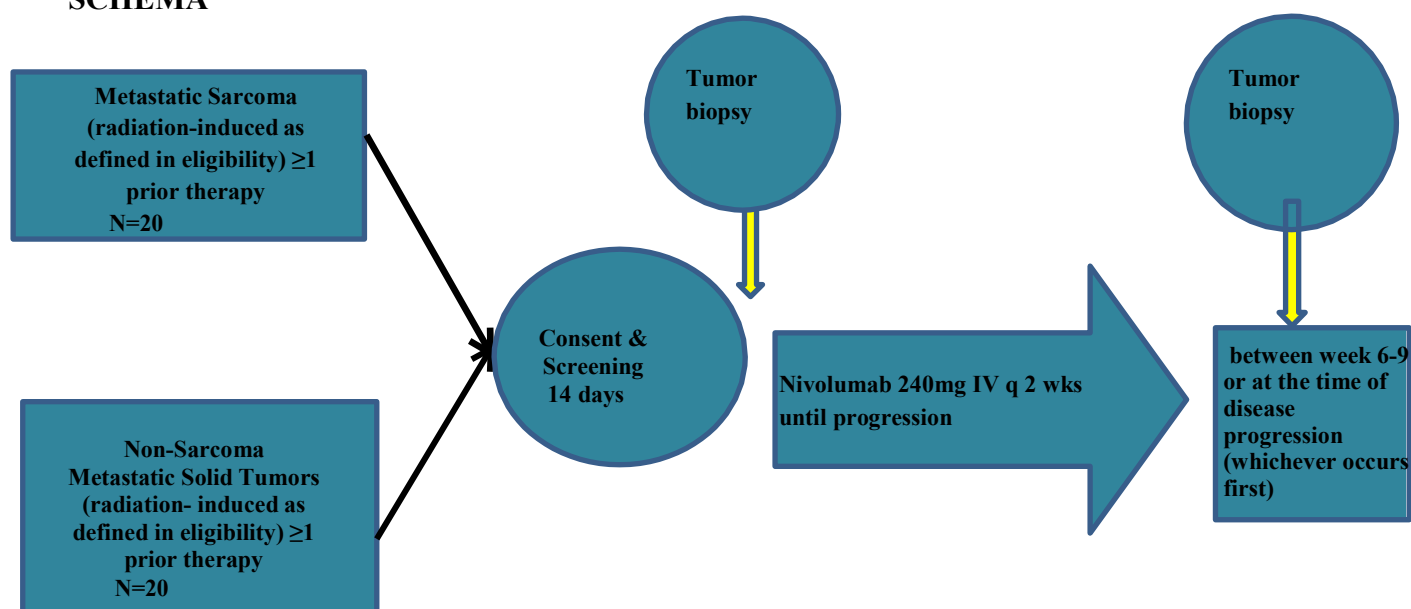 SCHEMA
Metastatic Sarcoma
(radiation-induced as
defined in eligibility) ≥1
prior therapy
N=20
Non-Sarcoma
Metastatic Solid Tumors
(radiation- induced as
defined in eligibility) ≥1
prior therapy
N=20
Consent &
Screening
14 days
Tumor
biopsy
Nivolumab 240mg IV q 2 wks
until progression
Tumor
biopsy
between week 6-9
or at the time of
disease
progression
(whichever occurs
first)